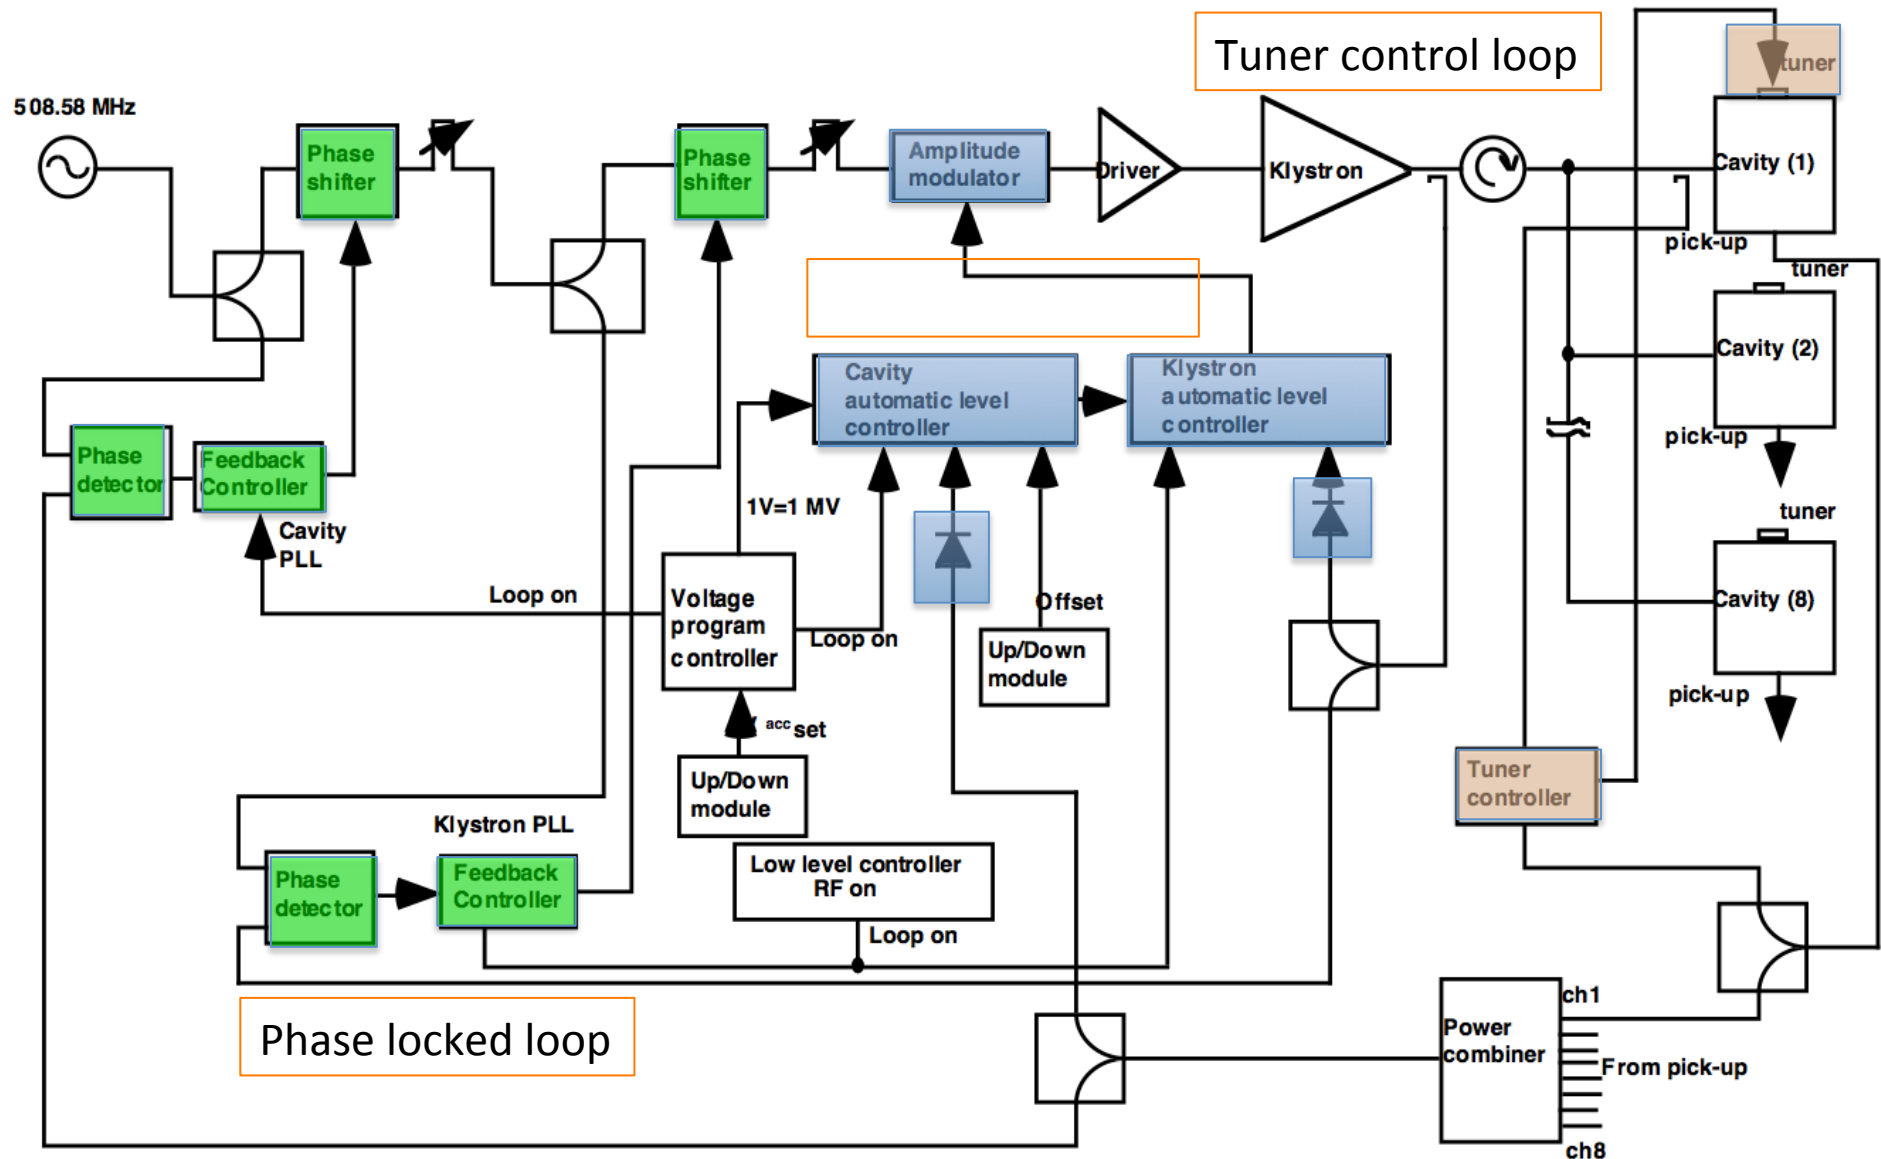 Tuner control loop
tuner
508.58 MHz
Phase
shifter
Phase
shifter
Amplitude
modulator
Driver
Klystron
Cavity (1)
pick-up
tuner
Cavity (2)
pick-up
Cavity
automatic level
controller
Klystron
automatic level
controller
Phase
detector
Feedback
Controller
Cavity
PLL
1V=1 MV
tuner
Cavity (8)
pick-up
Loop on
Voltage
program
controller
Loop on
Offset
Up/Down
module
acc set
Up/Down
module
Tuner
controller
Klystron PLL
Phase
detector
Feedback
Controller
Low level controller
RF on
Loop on
Phase locked loop
Power
combiner
ch1
From pick-up
ch8